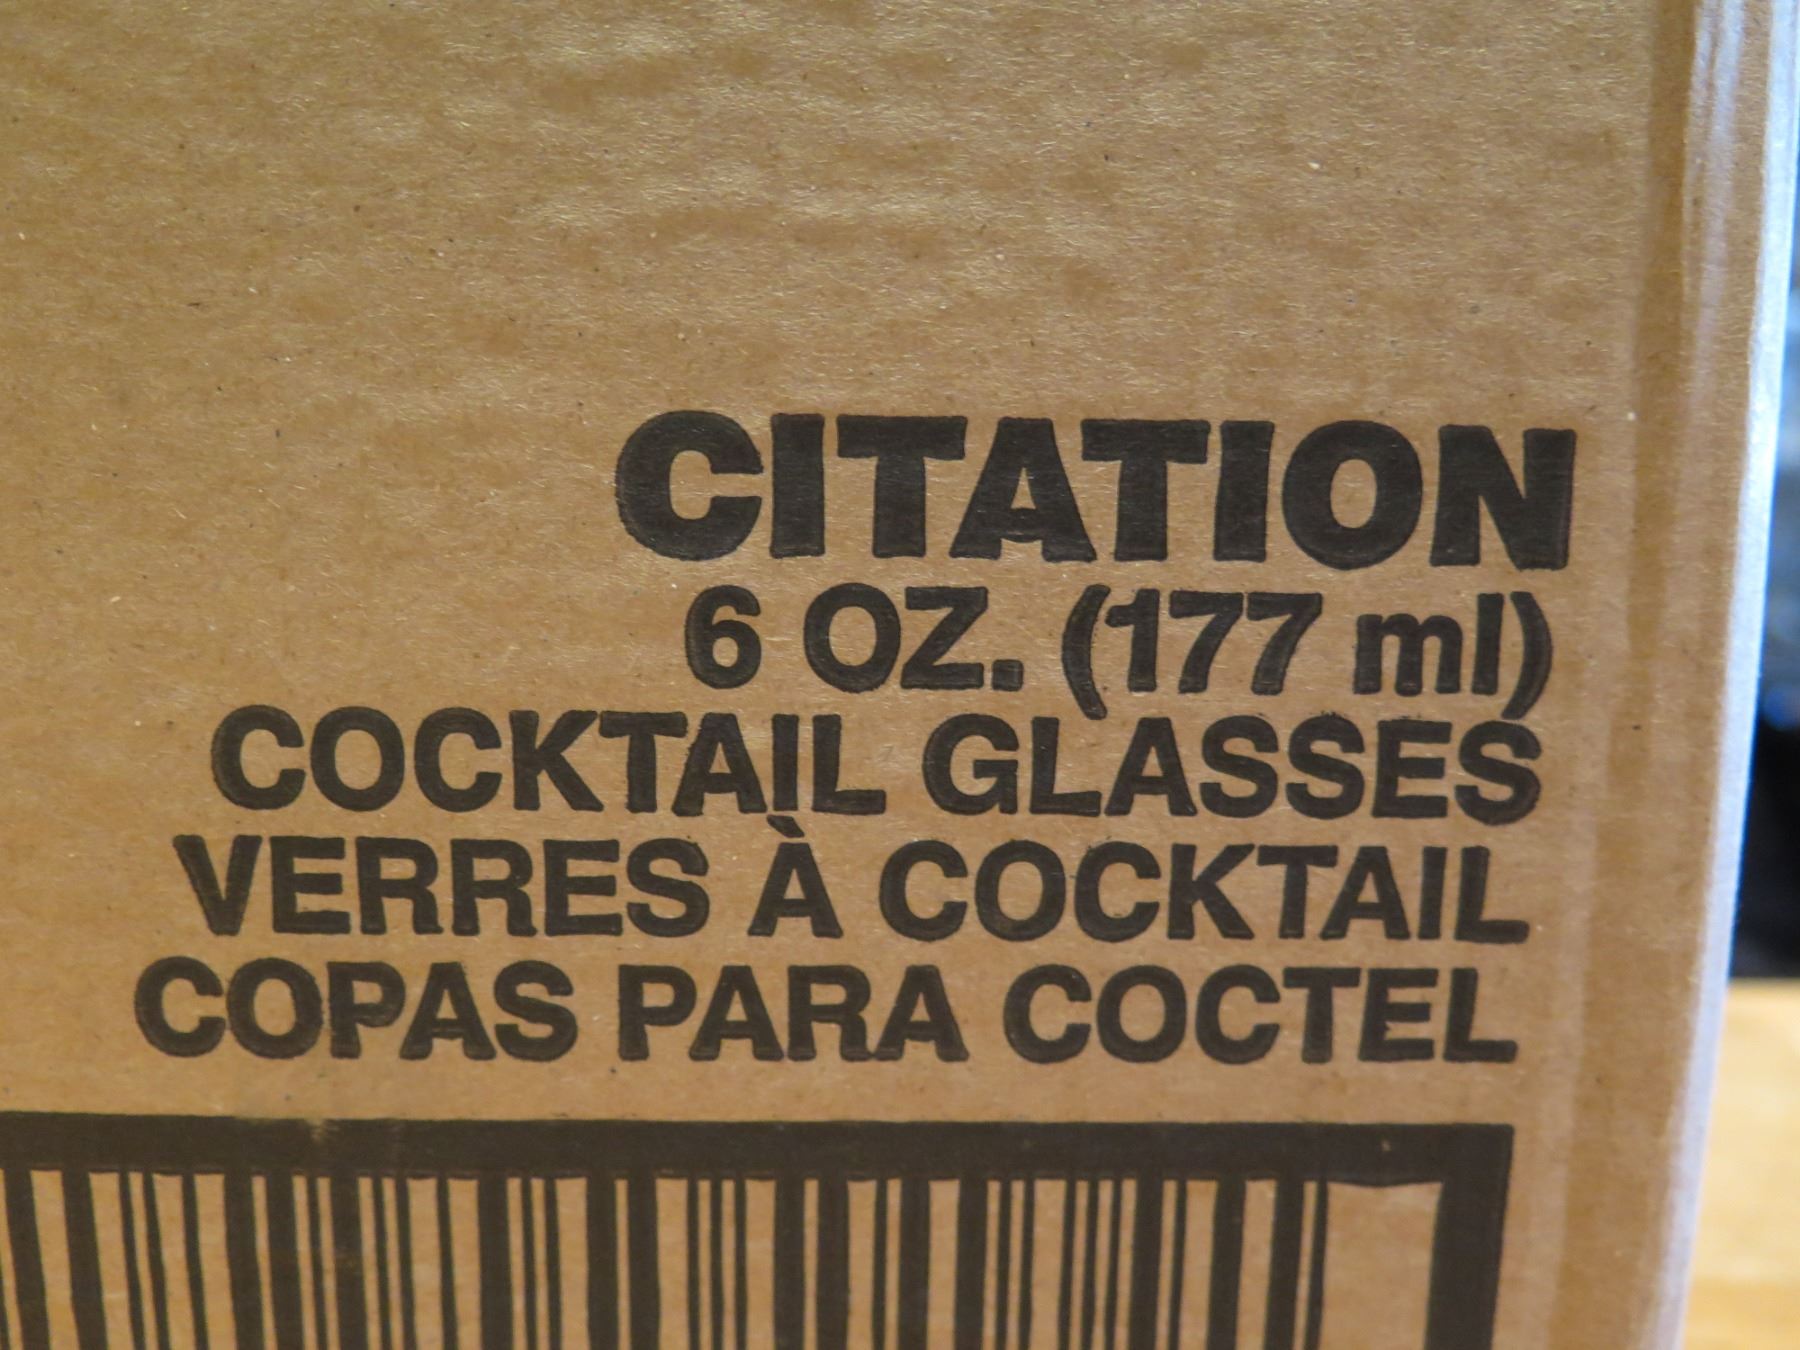 CITATION
6 OZ. (177 ml)
COCKTAIL GLASSES
VERRES À COCKTAIL
COPAS PARA COCTEL